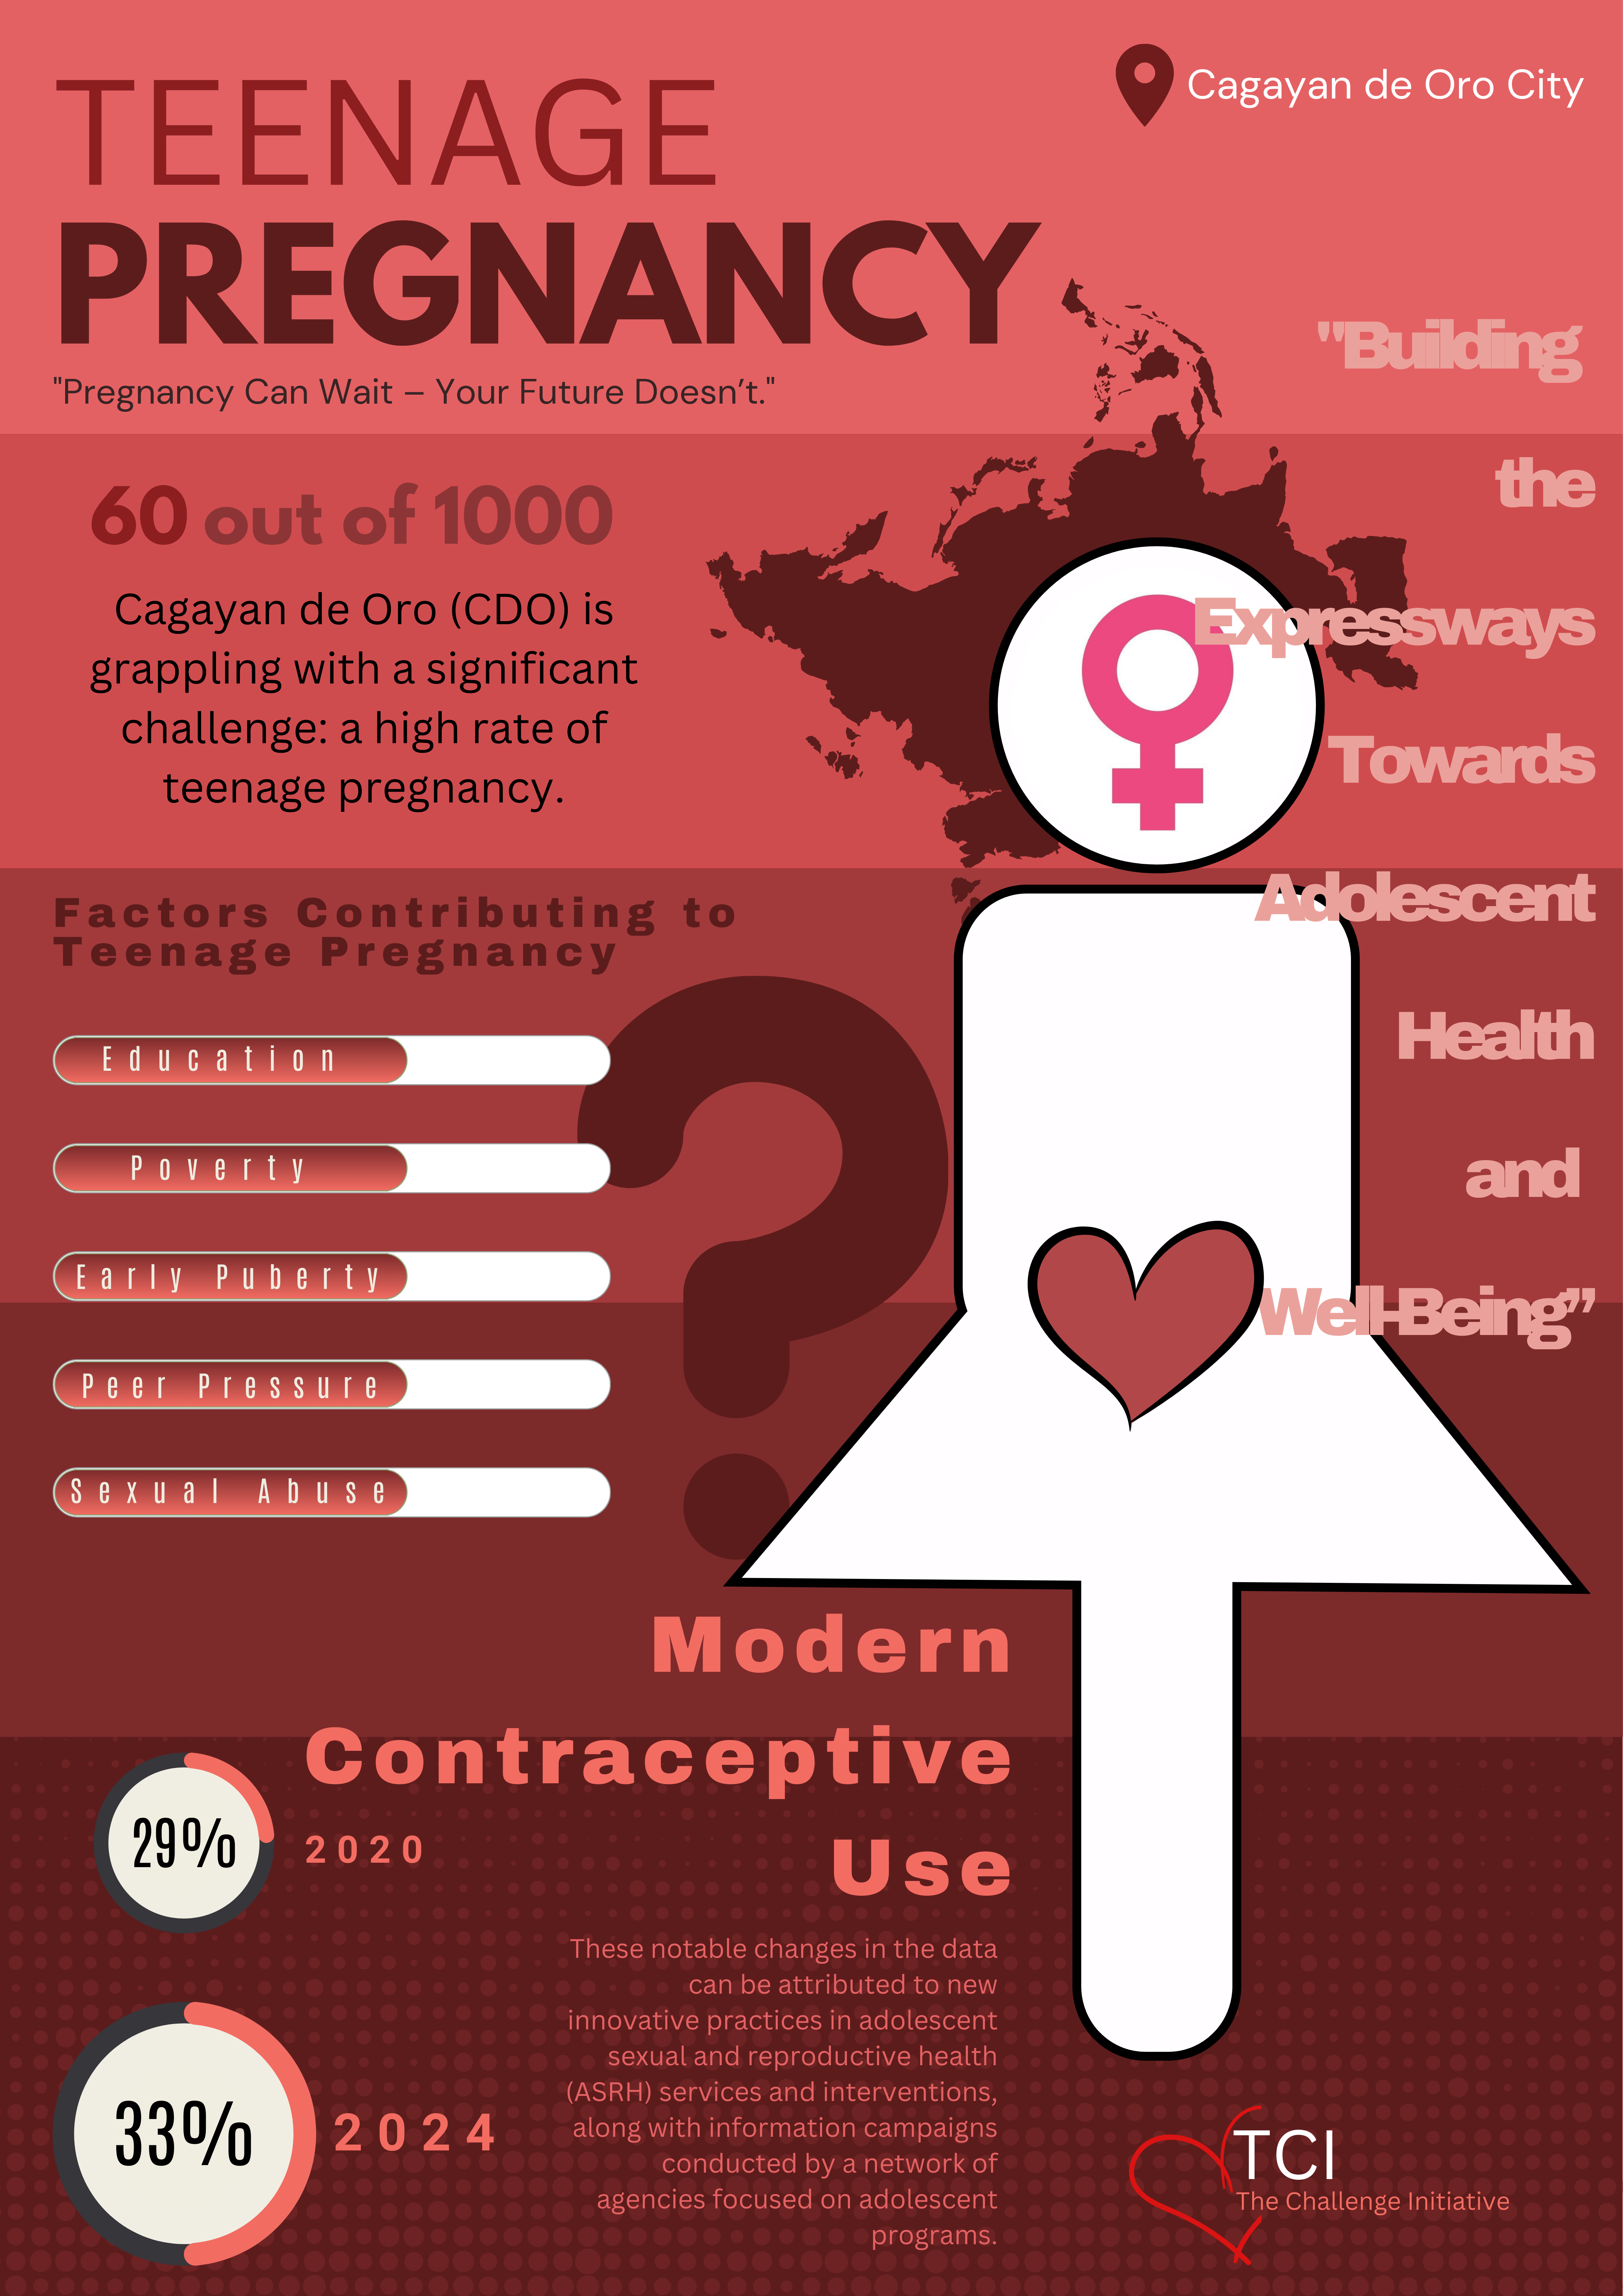 TEENAGE
PREGNANCY
"Pregnancy Can Wait – Your Future Doesn’t."
Cagayan de Oro City
60 out of 1000
Cagayan de Oro (CDO) is
grappling with a significant
challenge: a high rate of
teenage pregnancy.
"Building
the
Expressways
Towards
Adolescent
Health
and
Well-Being”
Factors Contributing to
Teenage Pregnancy
Education
Poverty
Early Puberty
Peer Pressure
Sexual Abuse
Modern
Contraceptive
Use
29%
2020
33%
2024
These notable changes in the data
can be attributed to new
innovative practices in adolescent
sexual and reproductive health
(ASRH) services and interventions,
along with information campaigns
conducted by a network of
agencies focused on adolescent
programs.
TCI
The Challenge Initiative